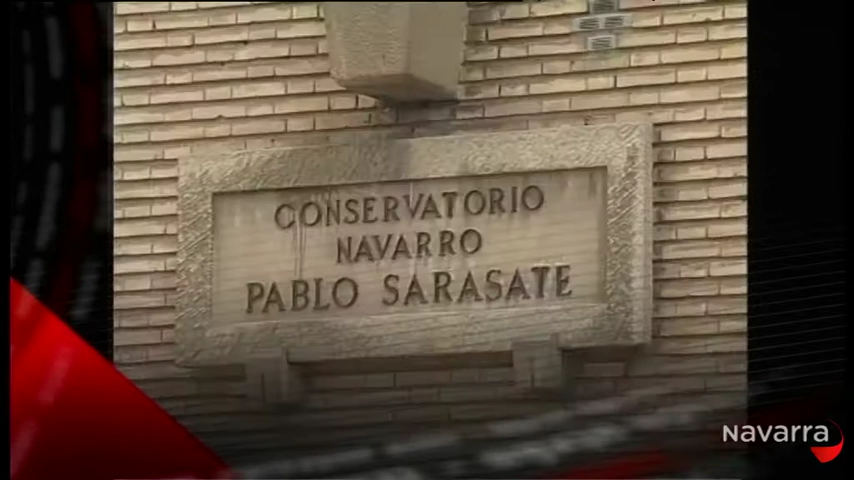 CONSERVATORIO
NAVARRO
PABLO SARASATE
Navarra